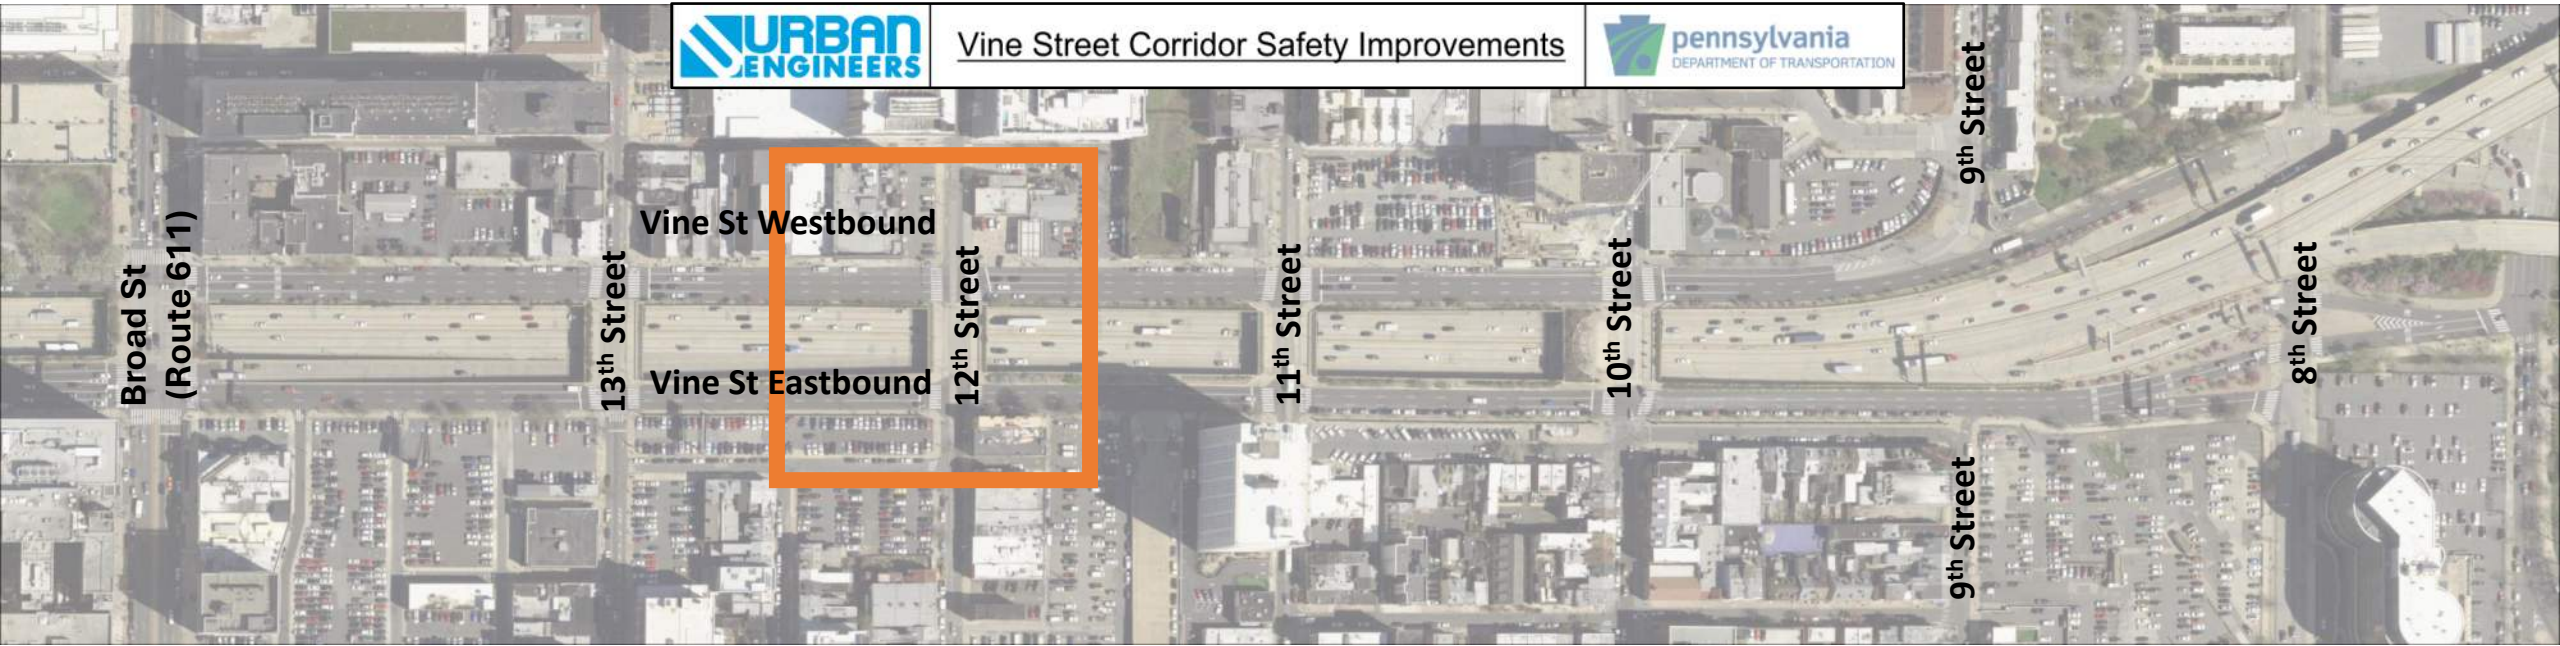 URBAN
ENGINEERS
Vine Street Corridor Safety Improvements
pennsylvania
DEPARTMENT OF TRANSPORTATION
Vine St Westbound
Vine St Eastbound
Broad St
(Route 611)
13th Street
12th Street
11th Street
10th Street
9th Street
9th Street
8th Street